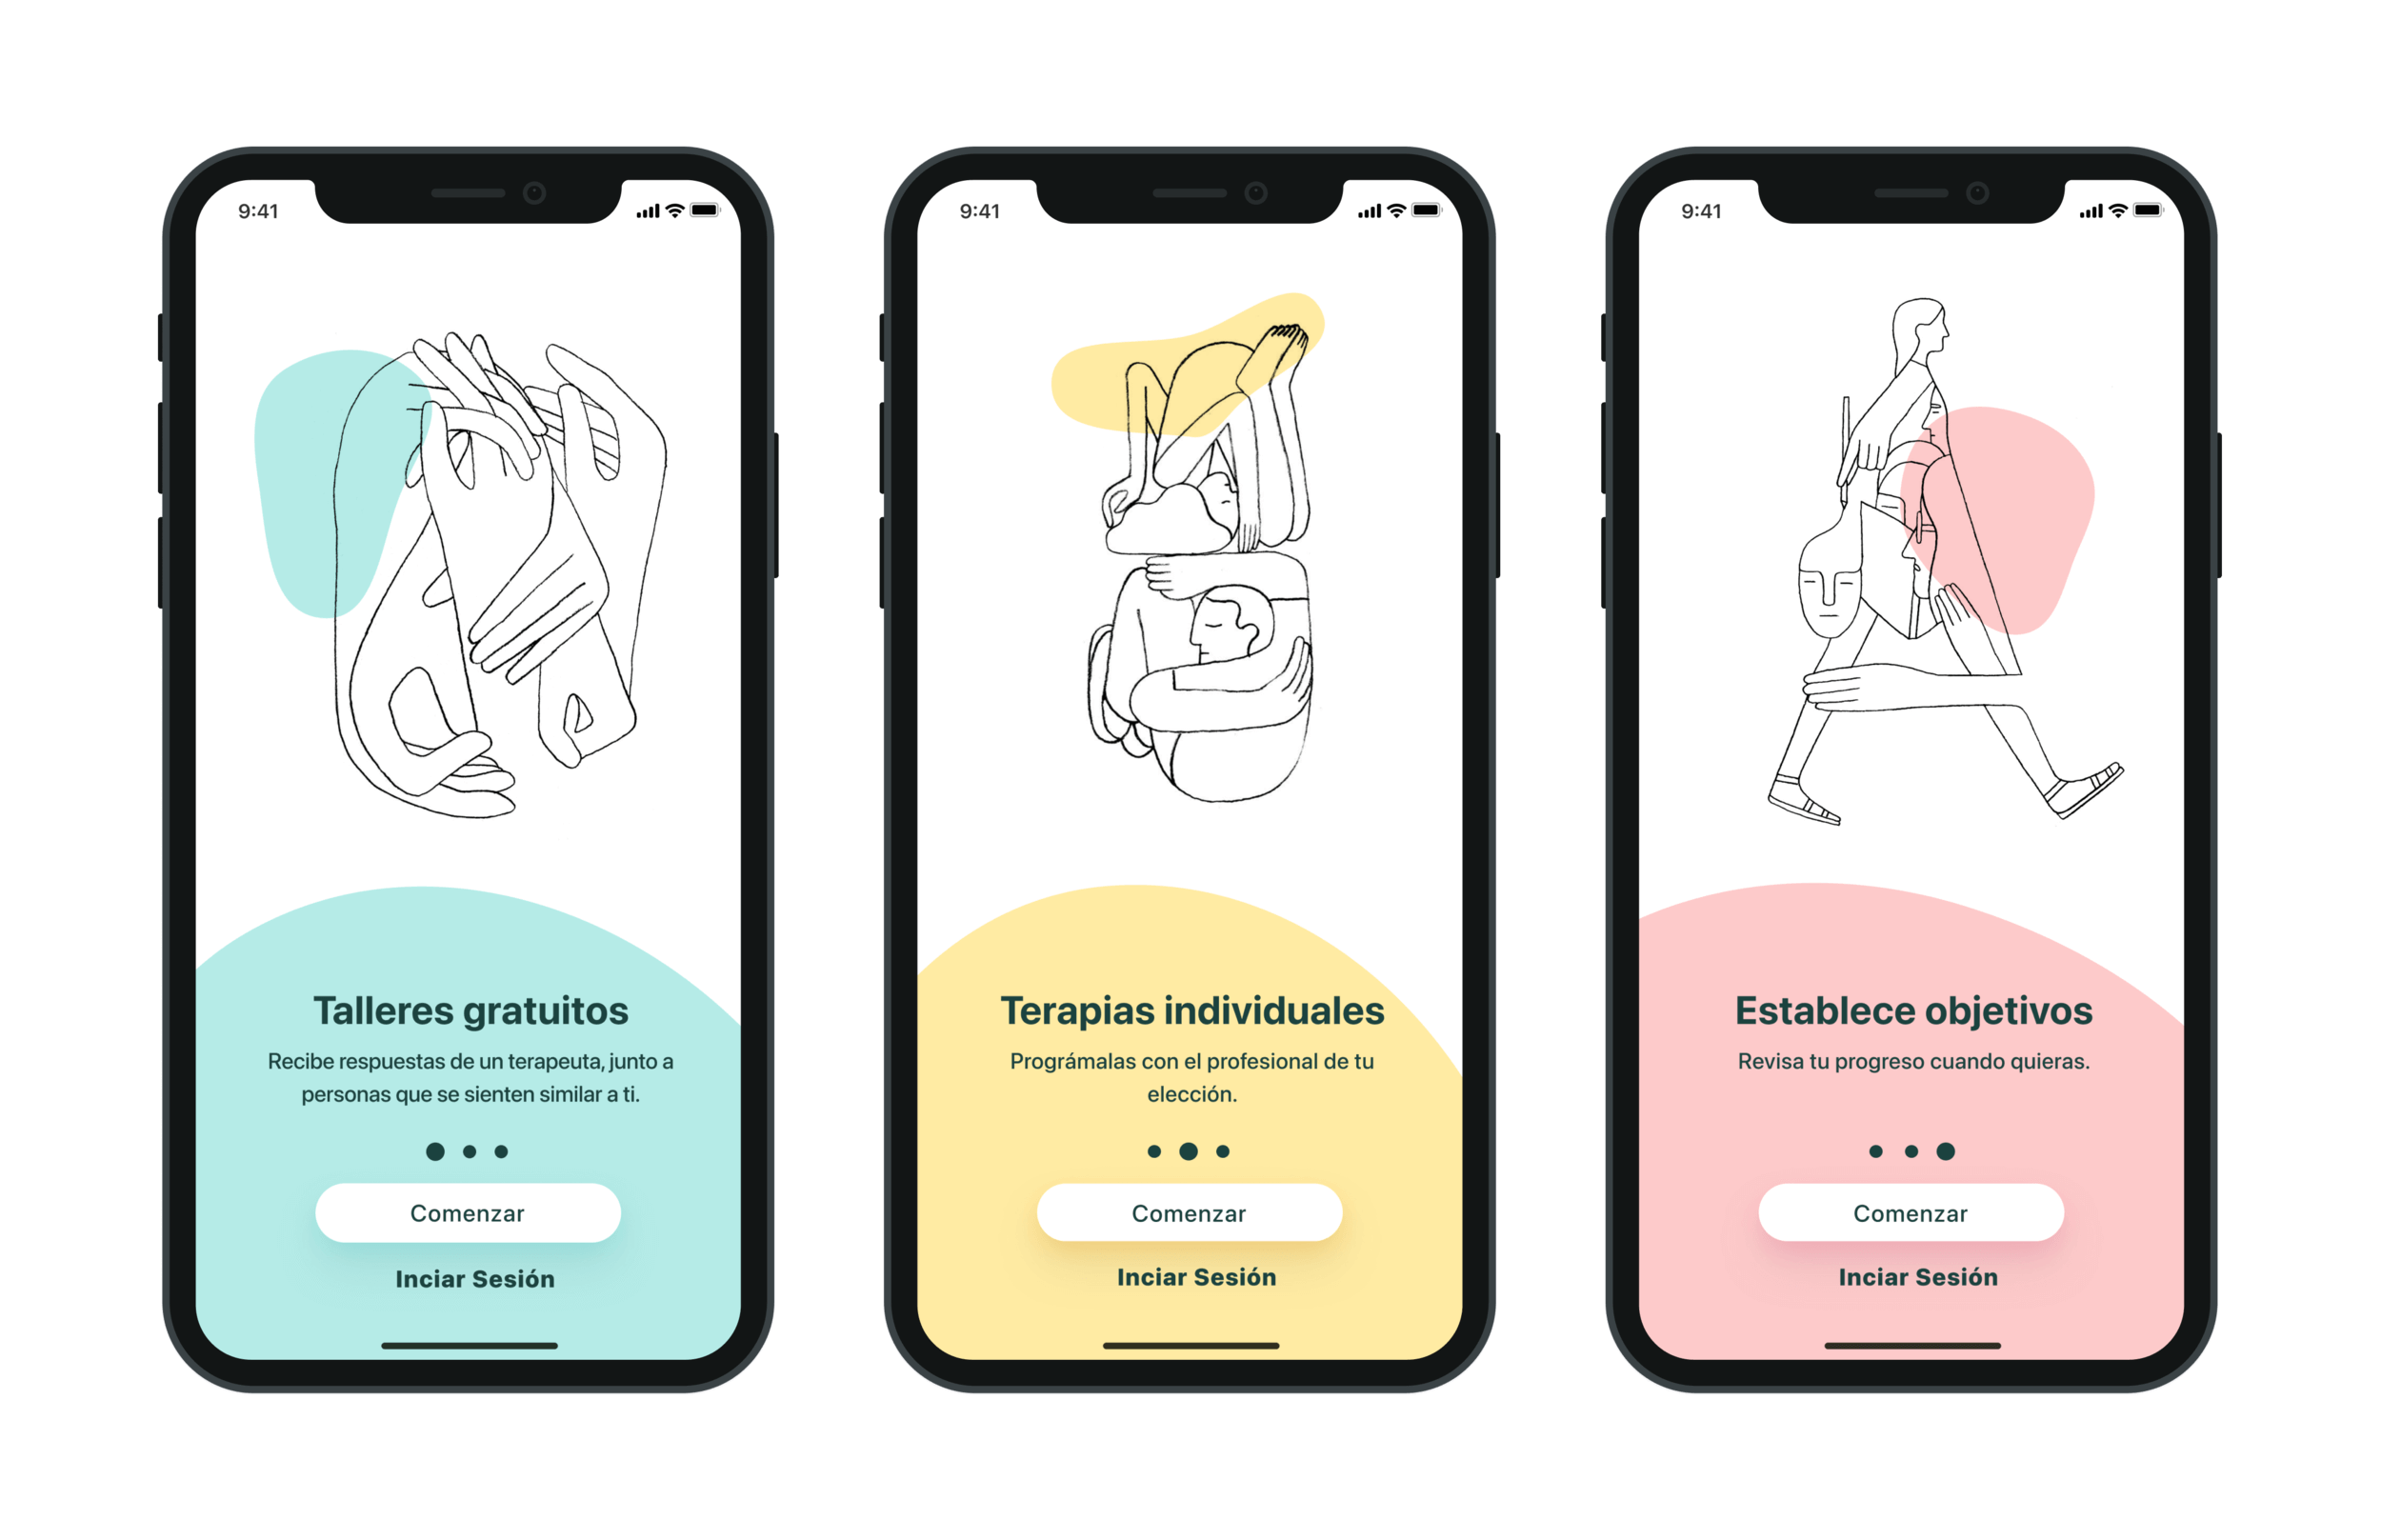 9:41
Talleres gratuitos
Recibe respuestas de un terapeuta, junto a
personas que se sienten similar a ti.
Comenzar
Inciar Sesión
9:41
Terapias individuales
Prográmalas con el profesional de tu
elección.
Comenzar
Inciar Sesión
9:41
Establece objetivos
Revisa tu progreso cuando quieras.
Comenzar
Inciar Sesión